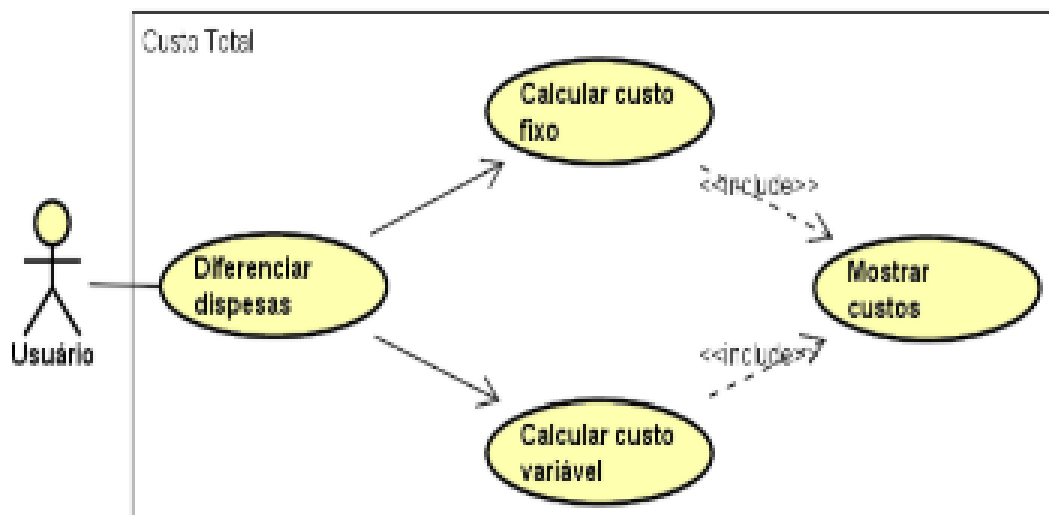 Custo Total
Calcular custo
fixo
<<include>>
Diferenciar
dispesas
Mostrar
custos
Usuário
<<include>>
Calcular custo
variável